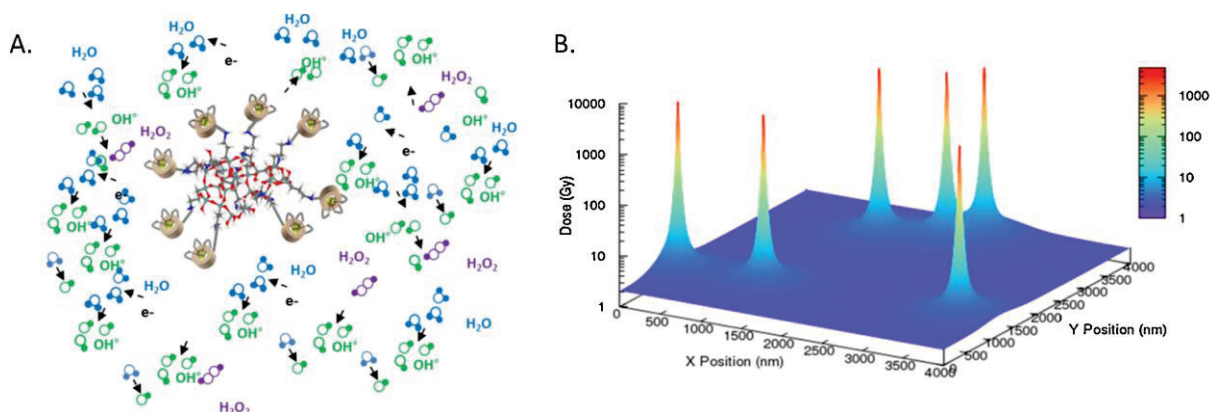 A.
H₂O
H₂O
e-
OH°
OH°
H₂O
H₂O₂
OH°
H₂O
OH°
H₂O₂
e-
e-
OH°
OH°
OH°
OH°
OH°
H₂O₂
H₂O₂
H₂O
H₂O
e-
e-
OH°
OH°
OH°
OH°
H₂O
OH°
H₂O₂
B.
Dose (Gy)
10000
1000
100
10
1
0
500
1000
1500
2000
2500
3000
3500
4000
X Position (nm)
0
500
1000
1500
2000
2500
3000
3500
4000
Y Position (nm)
1000
100
10
1